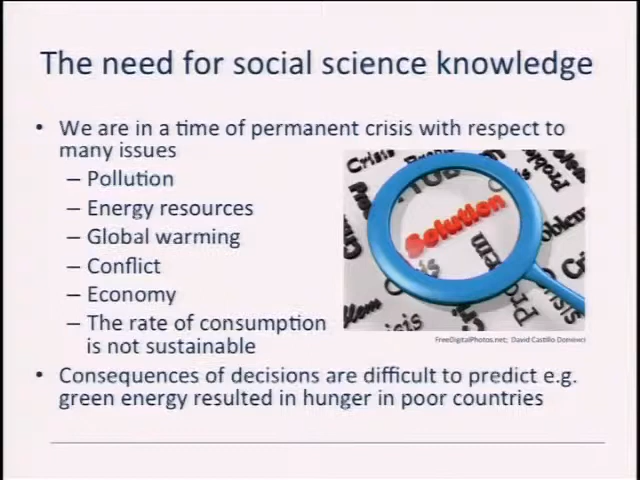 The need for social science knowledge
• We are in a time of permanent crisis with respect to
many issues
– Pollution
– Energy resources
– Global warming
– Conflict
– Economy
– The rate of consumption
is not sustainable
Crisis
Solution
FreeDigitalPhotos.net; David Castillo Dominici
• Consequences of decisions are difficult to predict e.g.
green energy resulted in hunger in poor countries